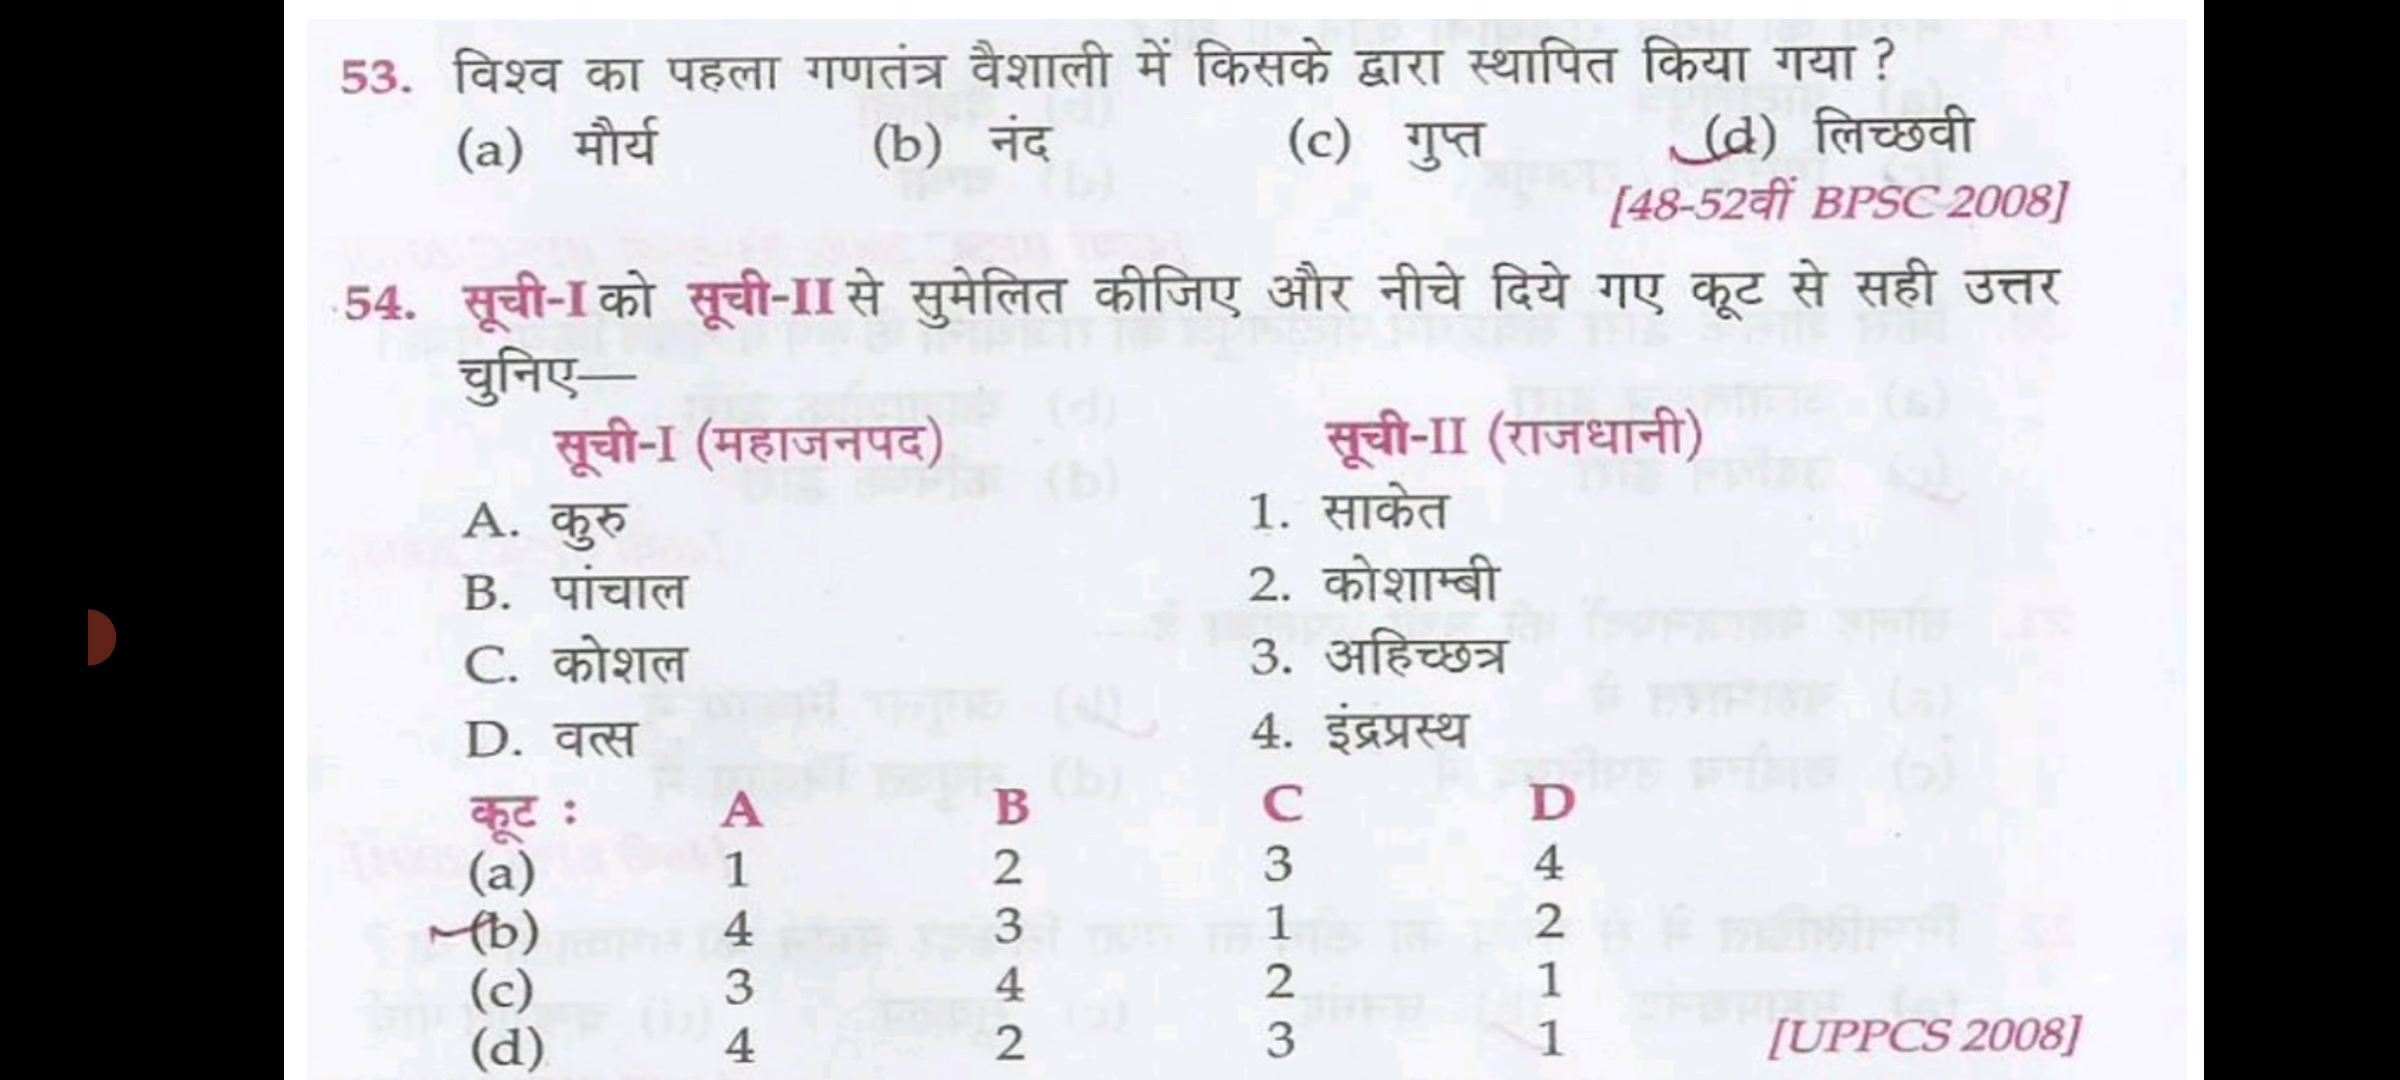 53. विश्व का पहला गणतंत्र वैशाली में किसके द्वारा स्थापित किया गया ?
(a) मौर्य (b) नंद (c) गुप्त (d) लिच्छवी
[48-52वीं BPSC 2008]
54. सूची-I को सूची-II से सुमेलित कीजिए और नीचे दिये गए कूट से सही उत्तर
चुनिए—
सूची-I (महाजनपद) सूची-II (राजधानी)
A. कुरु 1. साकेत
B. पांचाल 2. कोशाम्बी
C. कोशल 3. अहिच्छत्र
D. वत्स 4. इंद्रप्रस्थ
कूट : A B C D
(a) 1 2 3 4
(b) 4 3 1 2
(c) 3 4 2 1
(d) 4 2 3 1 [UPPCS 2008]